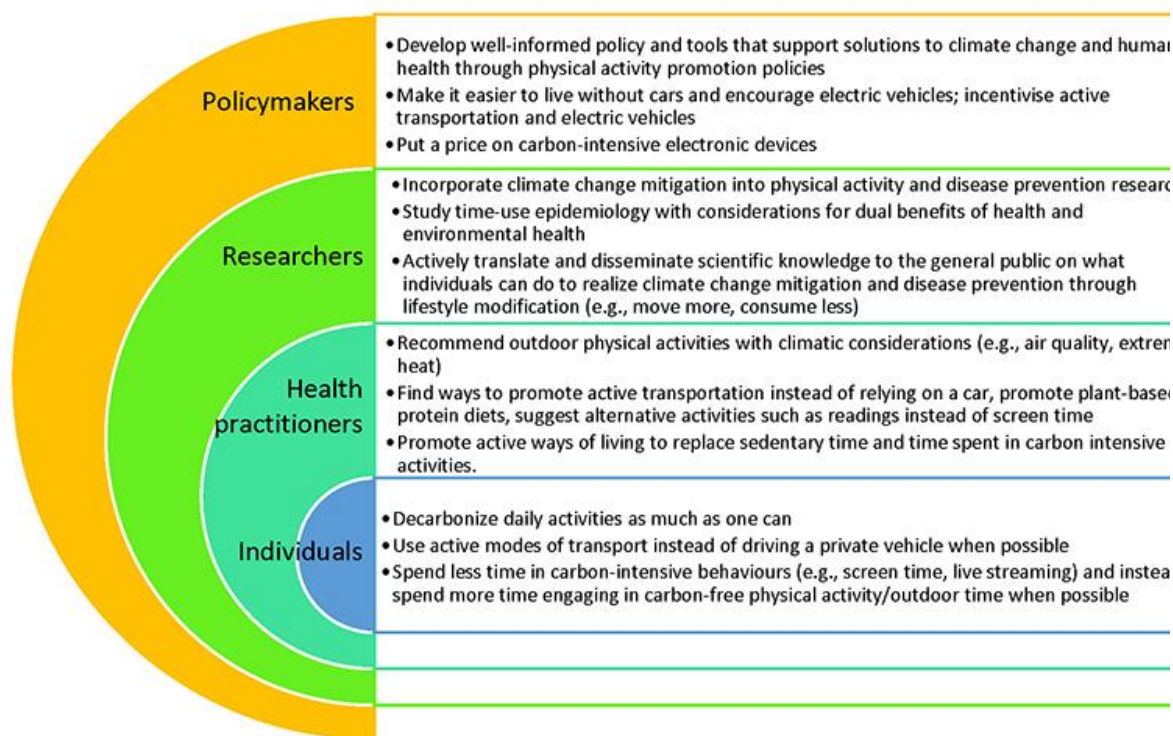 Policymakers
• Develop well-informed policy and tools that support solutions to climate change and human
health through physical activity promotion policies
• Make it easier to live without cars and encourage electric vehicles; incentivise active
transportation and electric vehicles
• Put a price on carbon-intensive electronic devices
Researchers
• Incorporate climate change mitigation into physical activity and disease prevention researc
• Study time-use epidemiology with considerations for dual benefits of health and
environmental health
• Actively translate and disseminate scientific knowledge to the general public on what
individuals can do to realize climate change mitigation and disease prevention through
lifestyle modification (e.g., move more, consume less)
Health
practitioners
• Recommend outdoor physical activities with climatic considerations (e.g., air quality, extrem
heat)
• Find ways to promote active transportation instead of relying on a car, promote plant-based
protein diets, suggest alternative activities such as readings instead of screen time
• Promote active ways of living to replace sedentary time and time spent in carbon intensive
activities.
Individuals
• Decarbonize daily activities as much as one can
• Use active modes of transport instead of driving a private vehicle when possible
• Spend less time in carbon-intensive behaviours (e.g., screen time, live streaming) and instea
spend more time engaging in carbon-free physical activity/outdoor time when possible